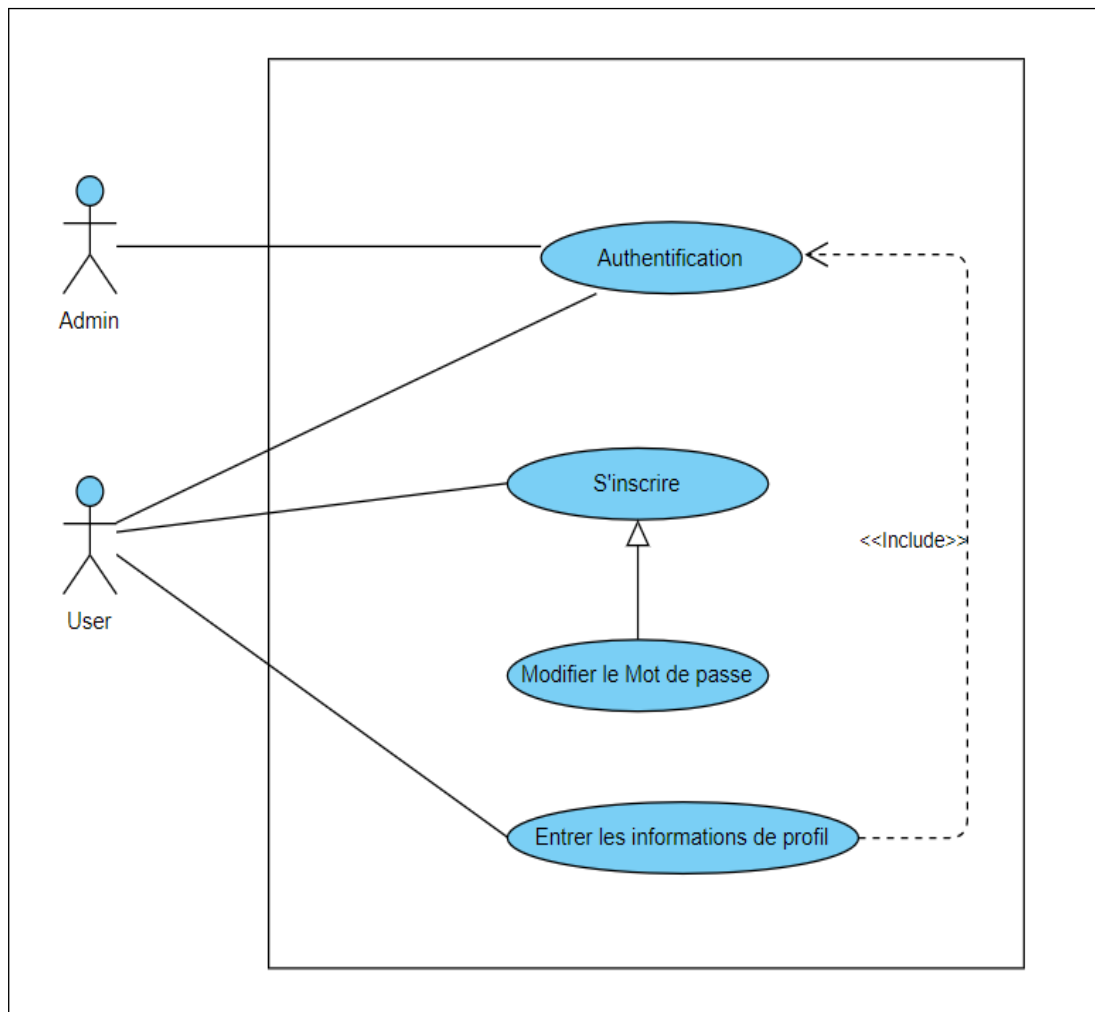 Authentification
Admin
S'inscrire
<<Include>>
User
Modifier le Mot de passe
Entrer les informations de profil